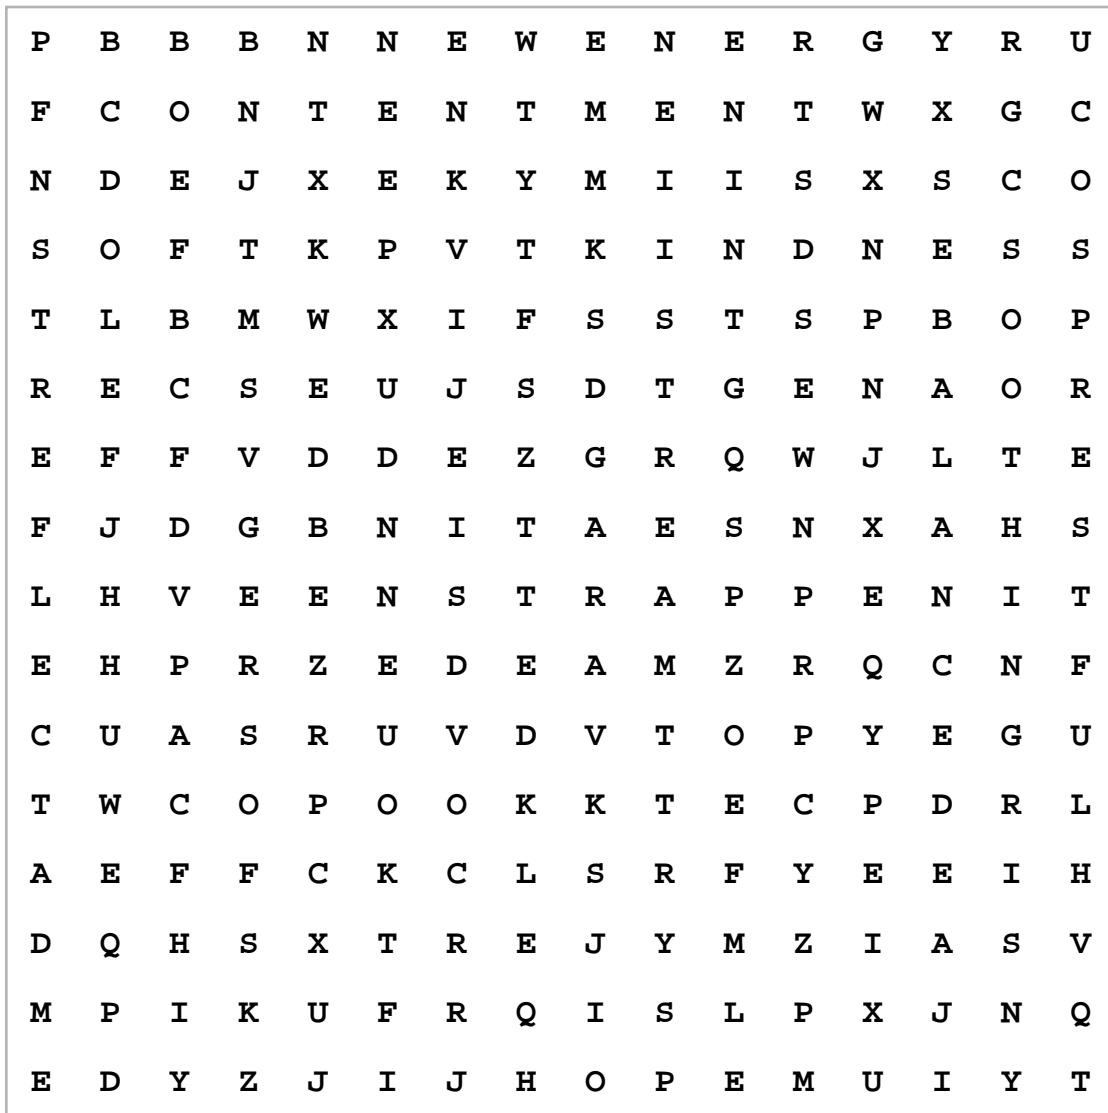 P B B B N N E W E N E R G Y R U
F C O N T E N T M E N T W X G C
N D E J X E K Y M I I S X S C O
S O F T K P V T K I N D N E S S
T L B M W X I F S S T S P B O P
R E C S E U J S D T G E N A O R
E F F V D D E Z G R Q W J L T E
F J D G B N I T A E S N X A H S
L H V E E N S T R A P P E N I T
E H P R Z E D E A M Z R Q C N F
C U A S R U V D V T O P Y E G U
T W C O P O O K K T E C P D R L
A E F F C K C L S R F Y E E I H
D Q H S X T R E J Y M Z I A S V
M P I K U F R Q I S L P X J N Q
E D Y Z J I J H O P E M U I Y T